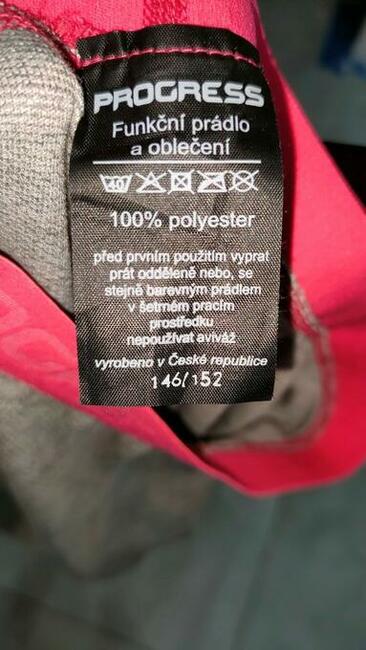 PROGRESS
Funkční prádlo
a oblečení
40
100% polyester
před prvním použitím vyprat
prát odděleně nebo, se
stejně barevným prádlem
v šetrném pracím
prostředku
nepoužívat aviváž
vyrobeno v České republice
146/152